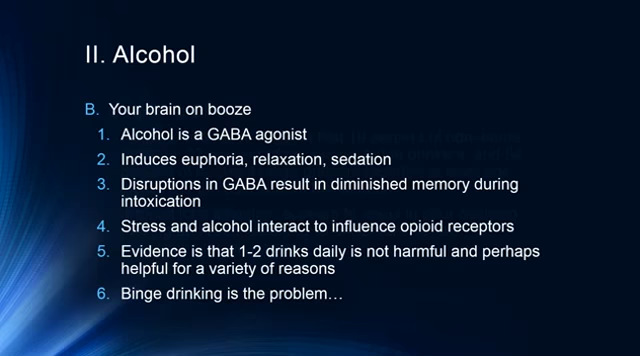 II. Alcohol
B. Your brain on booze
1. Alcohol is a GABA agonist
2. Induces euphoria, relaxation, sedation
3. Disruptions in GABA result in diminished memory during
intoxication
4. Stress and alcohol interact to influence opioid receptors
5. Evidence is that 1-2 drinks daily is not harmful and perhaps
helpful for a variety of reasons
6. Binge drinking is the problem…